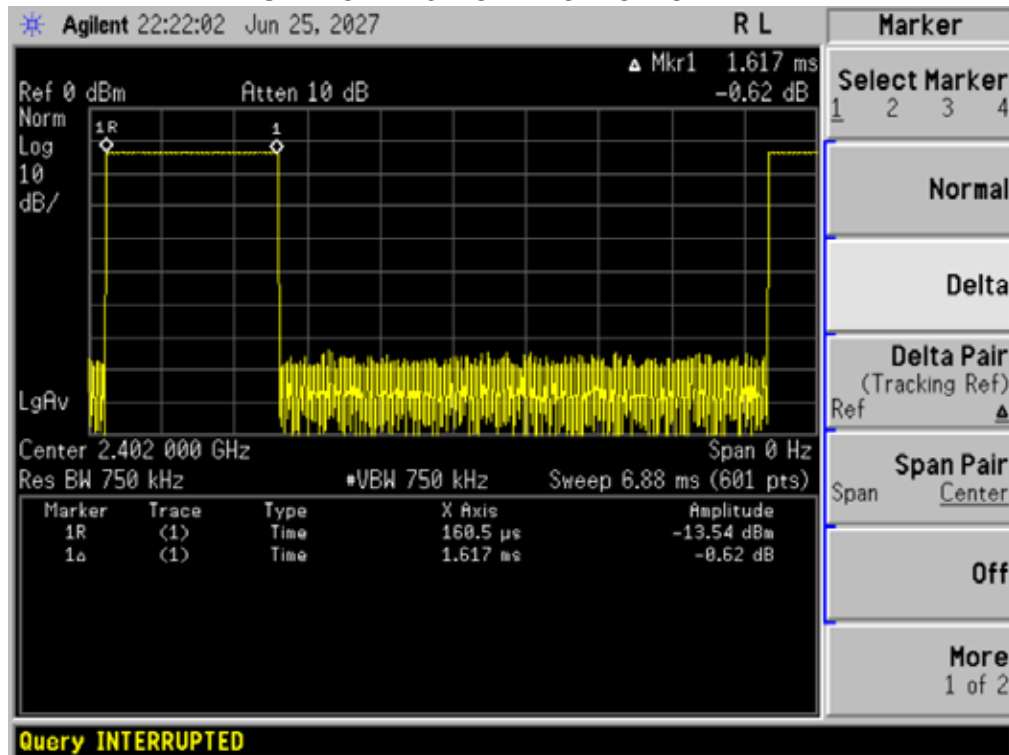 Agilent 22:22:02 Jun 25, 2027 R L
Marker
Δ Mkr1 1.617 ms
Ref 0 dBm Atten 10 dB -0.62 dB
Select Marker
1 2 3 4
Norm
Log
10
dB/
1R 1
Normal
Delta
Delta Pair
(Tracking Ref)
Ref Δ
LgAv
Center 2.402 000 GHz Span 0 Hz
Res BW 750 kHz #VBW 750 kHz Sweep 6.88 ms (601 pts)
Span Pair
Span Center
Marker Trace Type X Axis Amplitude
1R (1) Time 160.5 µs -13.54 dBm
1Δ (1) Time 1.617 ms -0.62 dB
Off
More
1 of 2
Query INTERRUPTED